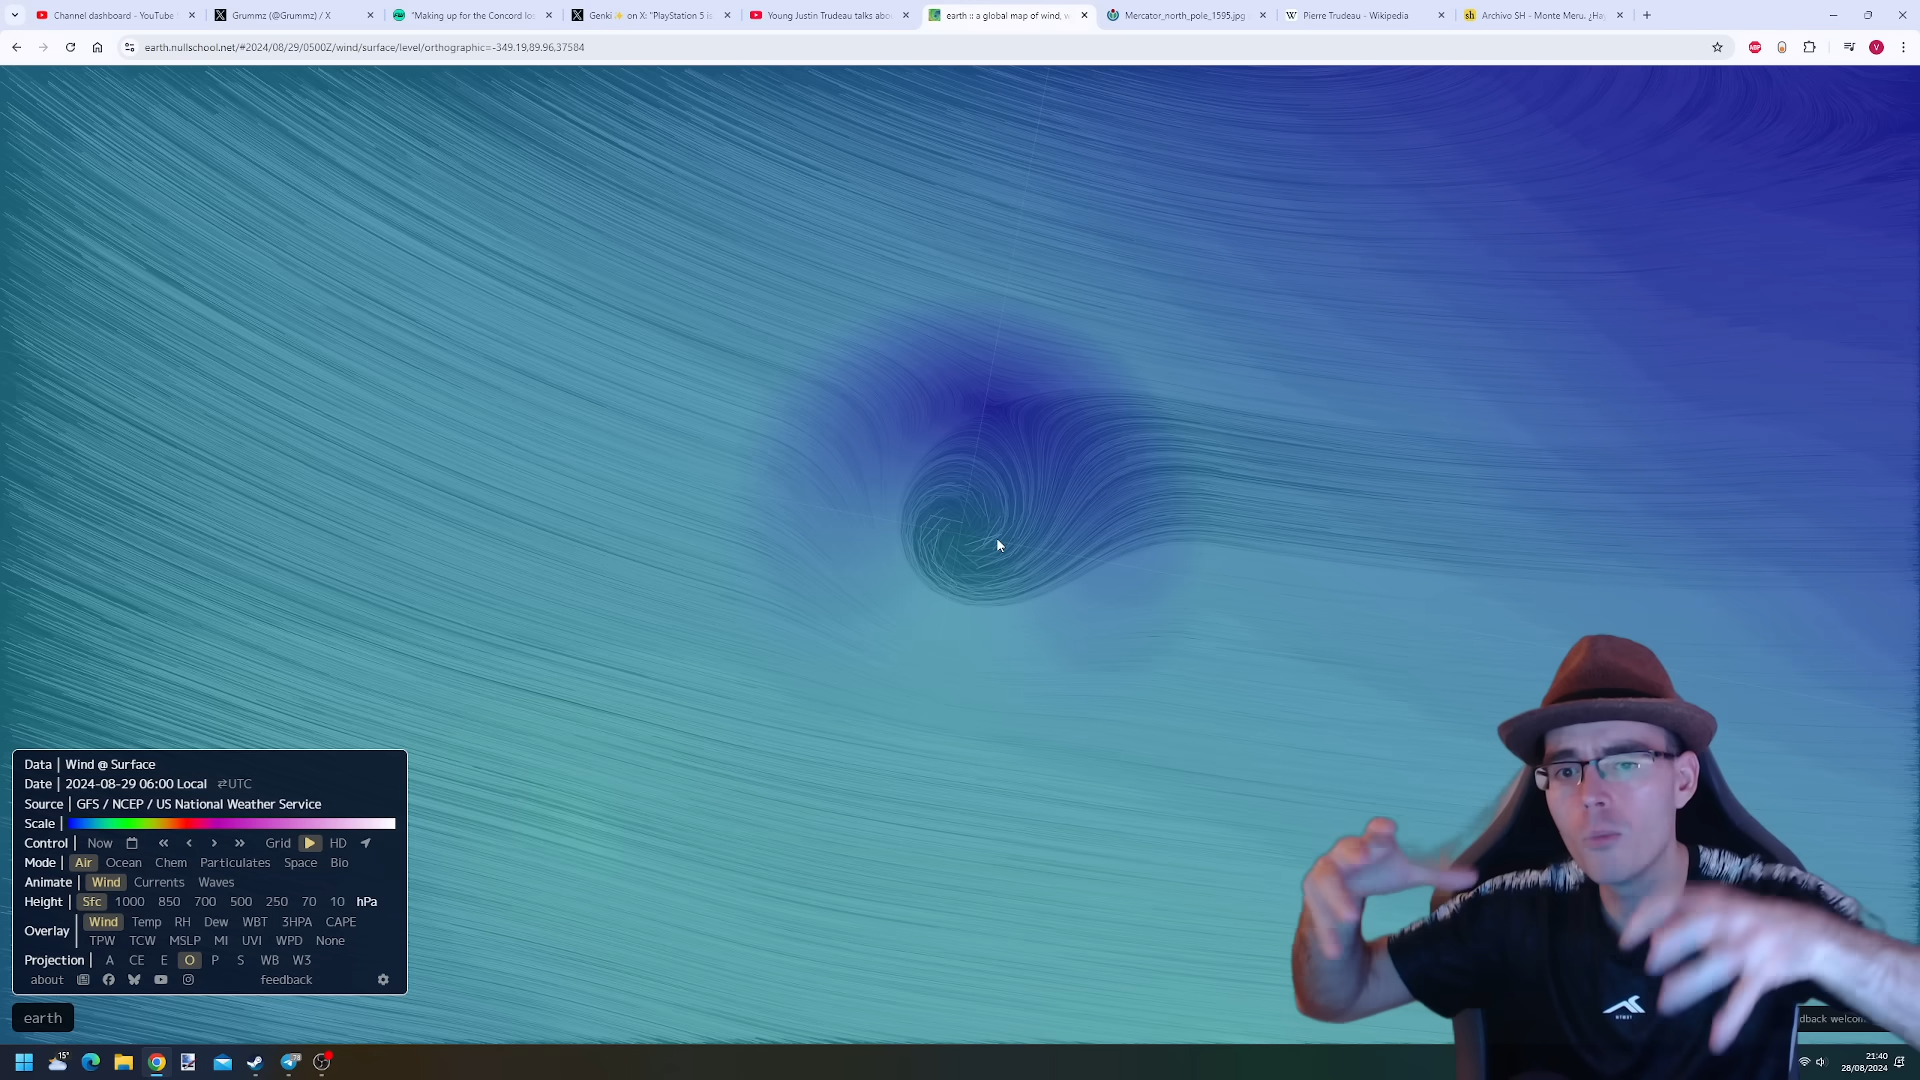 Channel dashboard - YouTube
Grummz (@Grummz) / X
"Making up for the Concord los
Genki✨ on X: "PlayStation 5 is
Young Justin Trudeau talks abo
earth :: a global map of wind, w
Mercator_north_pole_1595.jpg
Pierre Trudeau - Wikipedia
Archivo SH - Monte Meru, ¿Hay
earth.nullschool.net/#2024/08/29/0500Z/wind/surface/level/orthographic=-349.19,89.96,37584
ABP
V
Data | Wind @ Surface
Date | 2024-08-29 06:00 Local ⇄UTC
Source | GFS / NCEP / US National Weather Service
Scale |
Control | Now « ‹ › » Grid HD
Mode | Air Ocean Chem Particulates Space Bio
Animate | Wind Currents Waves
Height | Sfc 1000 850 700 500 250 70 10 hPa
Overlay | Wind Temp RH Dew WBT 3HPA CAPE
TPW TCW MSLP MI UVI WPD None
Projection | A CE E O P S WB W3
about feedback
earth
dback welcom
15°
78
21:40
28/08/2024